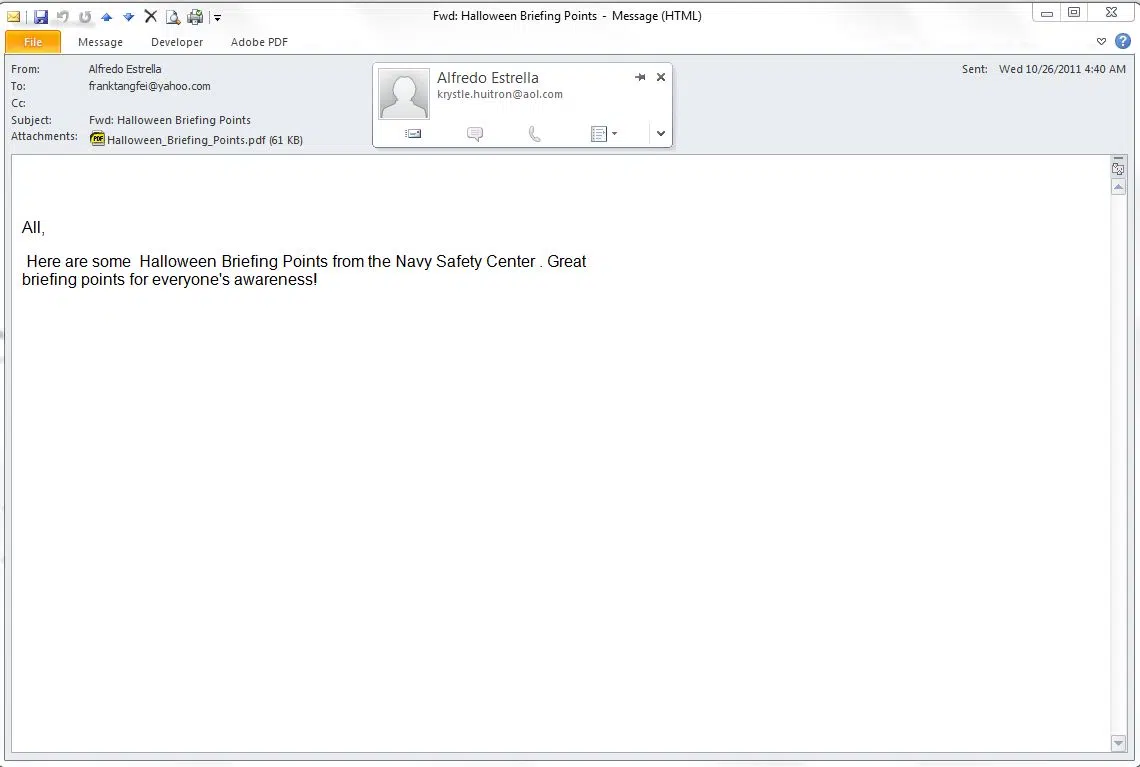 Fwd: Halloween Briefing Points - Message (HTML)
File Message Developer Adobe PDF
From: Alfredo Estrella
Sent: Wed 10/26/2011 4:40 AM
To: franktangfei@yahoo.com
Cc:
Subject: Fwd: Halloween Briefing Points
Attachments: PDF Halloween_Briefing_Points.pdf (61 KB)
Alfredo Estrella
krystle.huitron@aol.com
All,
Here are some  Halloween Briefing Points from the Navy Safety Center . Great
briefing points for everyone's awareness!